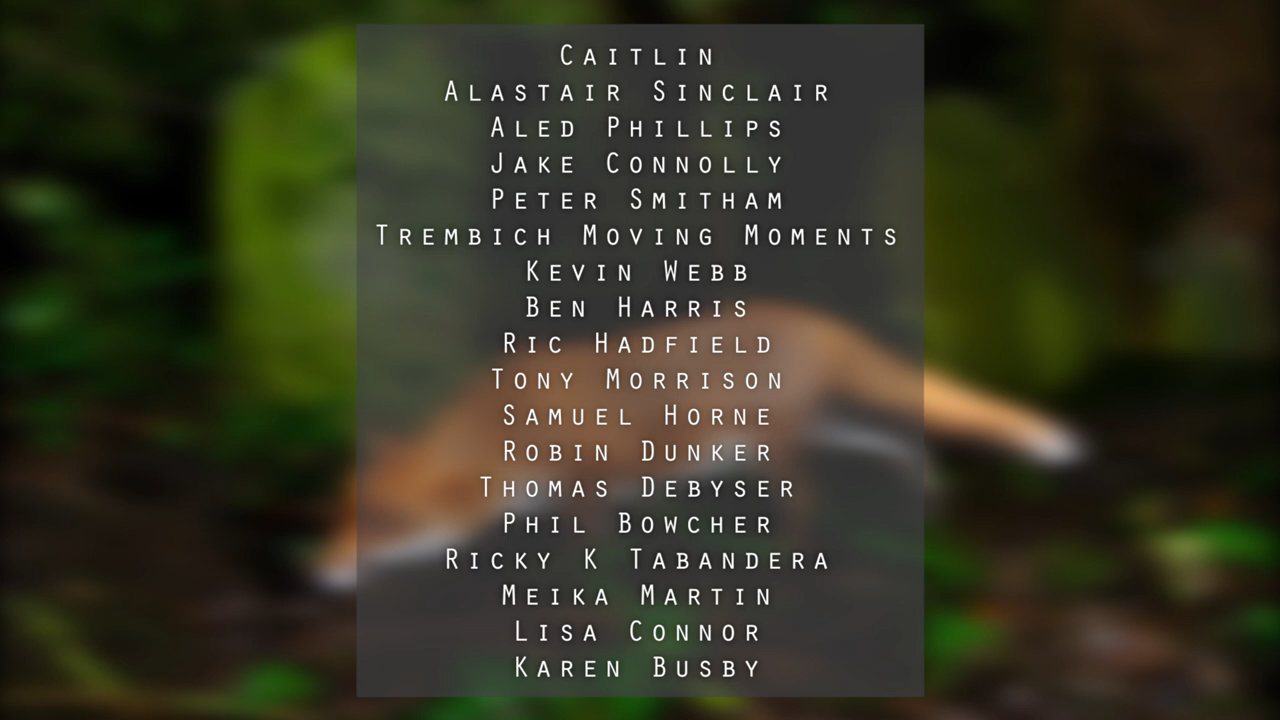 Caitlin
Alastair Sinclair
Aled Phillips
Jake Connolly
Peter Smitham
Trembich Moving Moments
Kevin Webb
Ben Harris
Ric Hadfield
Tony Morrison
Samuel Horne
Robin Dunker
Thomas Debyser
Phil Bowcher
Ricky K Tabandera
Meika Martin
Lisa Connor
Karen Busby